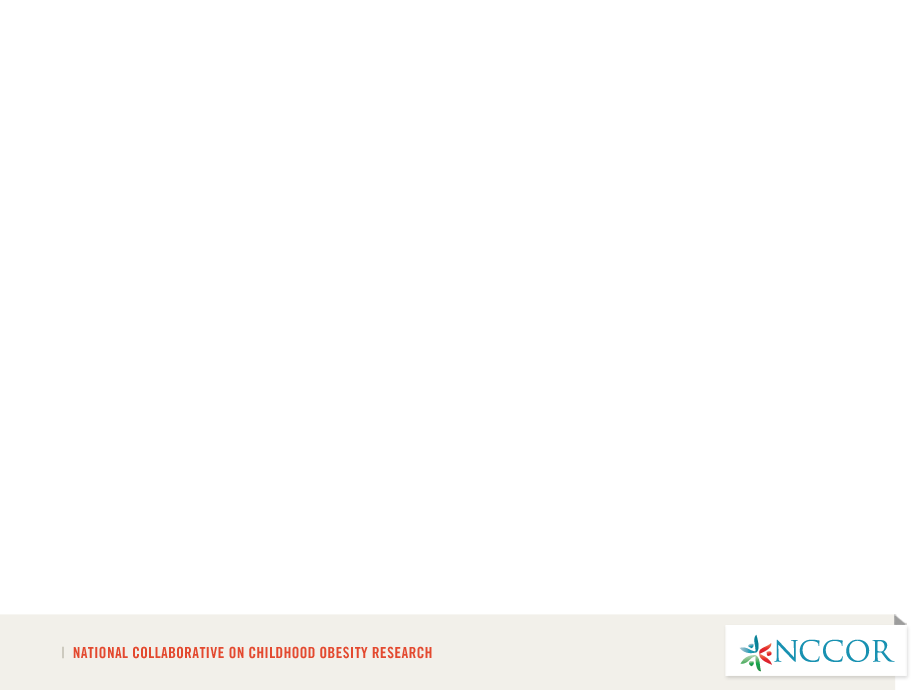 NATIONAL COLLABORATIVE ON CHILDHOOD OBESITY RESEARCH
NCCOR